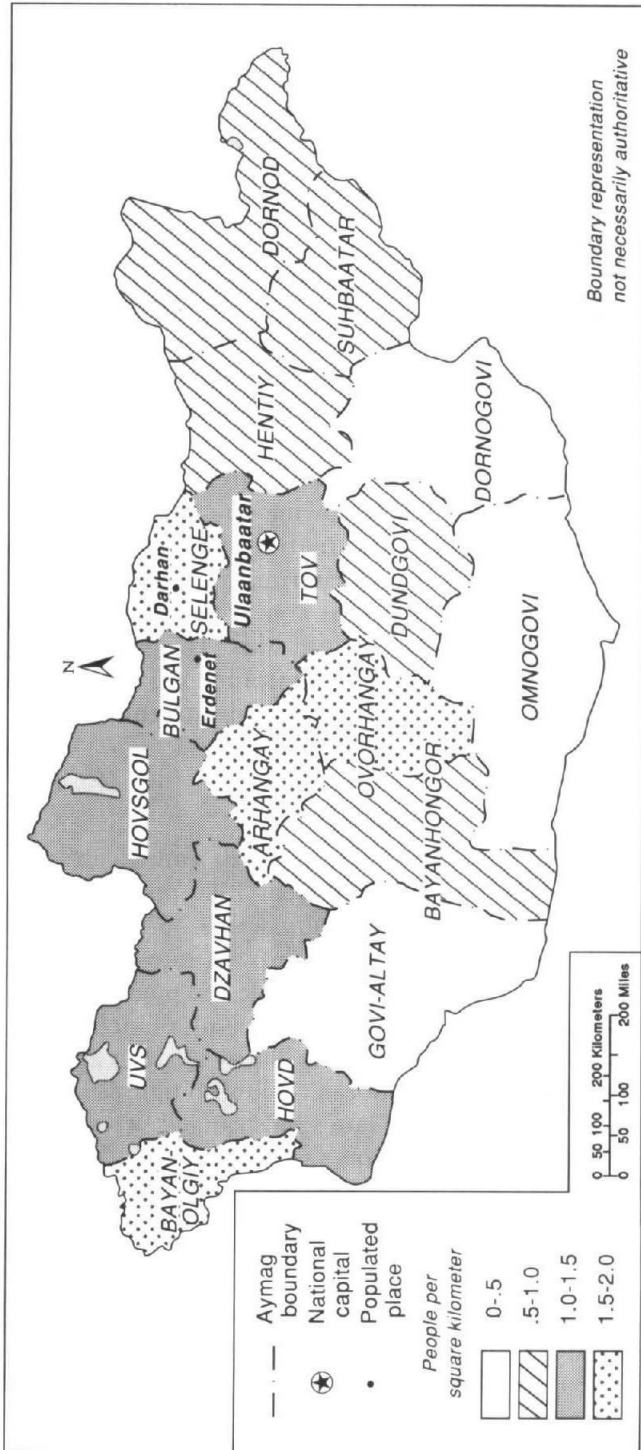 N
UVS
BAYAN
OLGIY
HOVD
DZAVHAN
HOVSGOL
BULGAN
Erdenet
Darhan
SELENGE
Ulaanbaatar
TOV
ARHANGAY
OVORHANGAY
BAYANHONGOR
GOVI-ALTAY
HENTIY
DORNOD
SUHBAATAR
DUNDGOVI
DORNOGOVI
OMNOGOVI
Aymag
boundary
National
capital
Populated
place
People per
square kilometer
0-.5
.5-1.0
1.0-1.5
1.5-2.0
0 50 100 200 Kilometers
0 50 100 200 Miles
Boundary representation
not necessarily authoritative